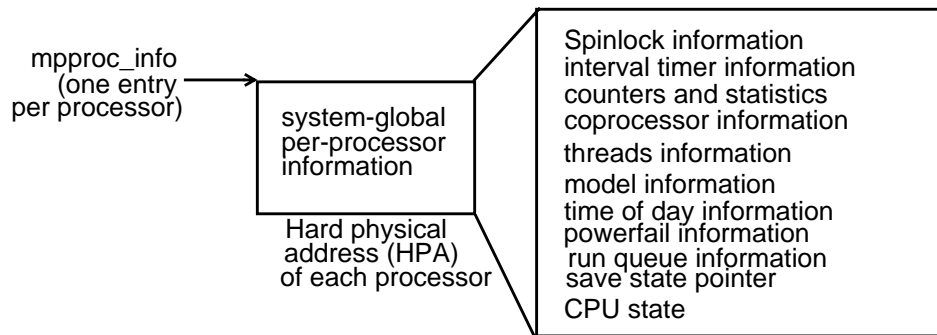 mpproc_info
(one entry
per processor)
system-global
per-processor
information
Hard physical
address (HPA)
of each processor
Spinlock information
interval timer information
counters and statistics
coprocessor information
threads information
model information
time of day information
powerfail information
run queue information
save state pointer
CPU state